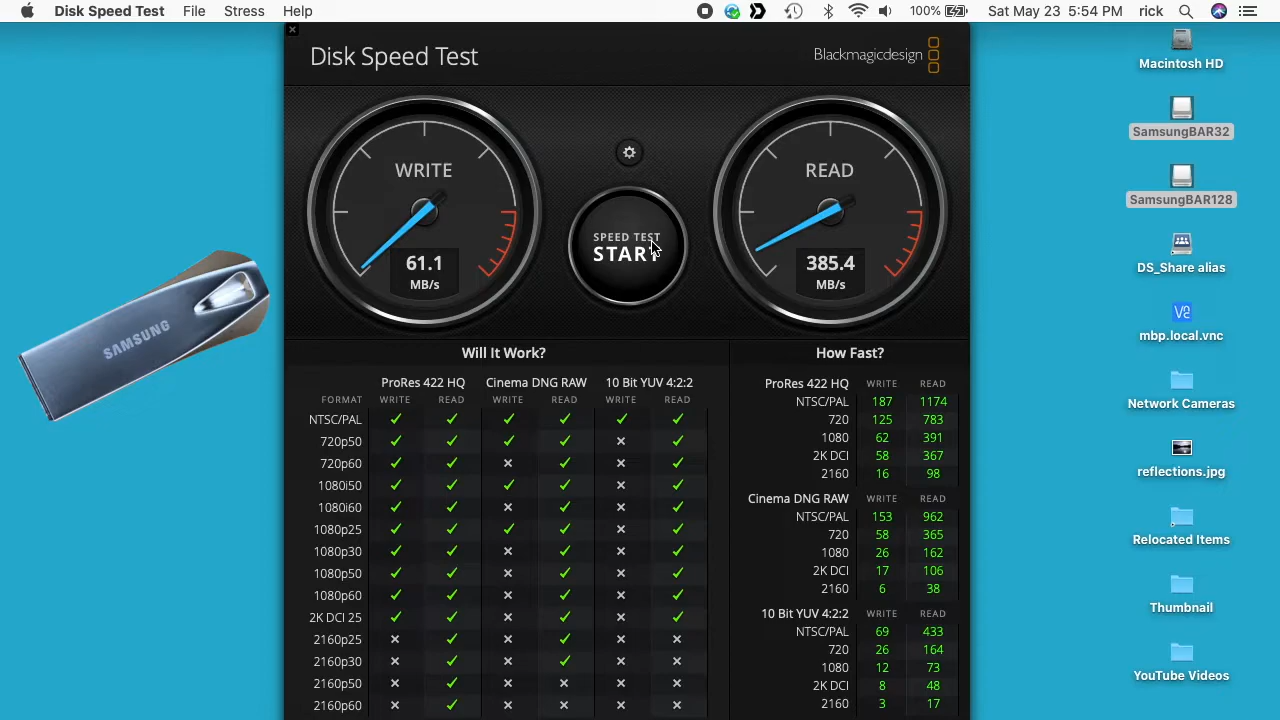 Disk Speed Test File Stress Help 100% Sat May 23 5:54 PM rick
Disk Speed Test
Blackmagicdesign
WRITE
61.1
MB/s
SPEED TEST
START
READ
385.4
MB/s
SAMSUNG
Will It Work?
ProRes 422 HQ Cinema DNG RAW 10 Bit YUV 4:2:2
FORMAT WRITE READ WRITE READ WRITE READ
NTSC/PAL ✓ ✓ ✓ ✓ ✓ ✓
720p50 ✓ ✓ ✓ ✓ × ✓
720p60 ✓ ✓ × ✓ × ✓
1080i50 ✓ ✓ ✓ ✓ × ✓
1080i60 ✓ ✓ × ✓ × ✓
1080p25 ✓ ✓ ✓ ✓ × ✓
1080p30 ✓ ✓ × ✓ × ✓
1080p50 ✓ ✓ × ✓ × ✓
1080p60 ✓ ✓ × ✓ × ✓
2K DCI 25 ✓ ✓ × ✓ × ✓
2160p25 × ✓ × ✓ × ×
2160p30 × ✓ × ✓ × ×
2160p50 × ✓ × × × ×
2160p60 × ✓ × × × ×
How Fast?
ProRes 422 HQ WRITE READ
NTSC/PAL 187 1174
720 125 783
1080 62 391
2K DCI 58 367
2160 16 98
Cinema DNG RAW WRITE READ
NTSC/PAL 153 962
720 58 365
1080 26 162
2K DCI 17 106
2160 6 38
10 Bit YUV 4:2:2 WRITE READ
NTSC/PAL 69 433
720 26 164
1080 12 73
2K DCI 8 48
2160 3 17
Macintosh HD
SamsungBAR32
SamsungBAR128
DS_Share alias
VQ
mbp.local.vnc
Network Cameras
reflections.jpg
Relocated Items
Thumbnail
YouTube Videos